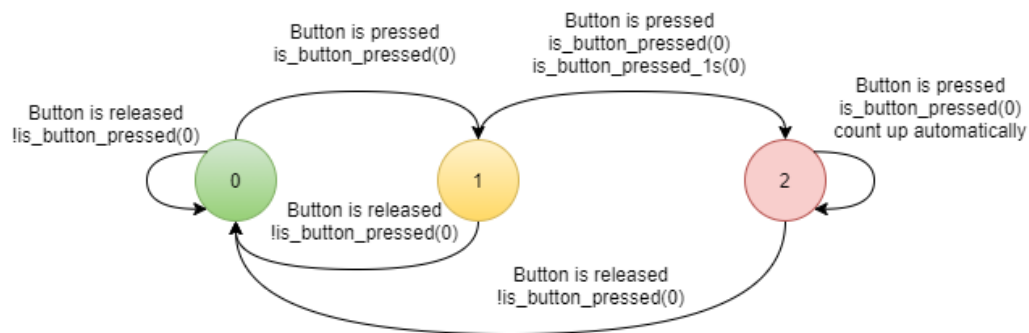 Button is pressed
is_button_pressed(0)
Button is pressed
is_button_pressed(0)
is_button_pressed_1s(0)
Button is released
!is_button_pressed(0)
Button is pressed
is_button_pressed(0)
count up automatically
0
1
2
Button is released
!is_button_pressed(0)
Button is released
!is_button_pressed(0)